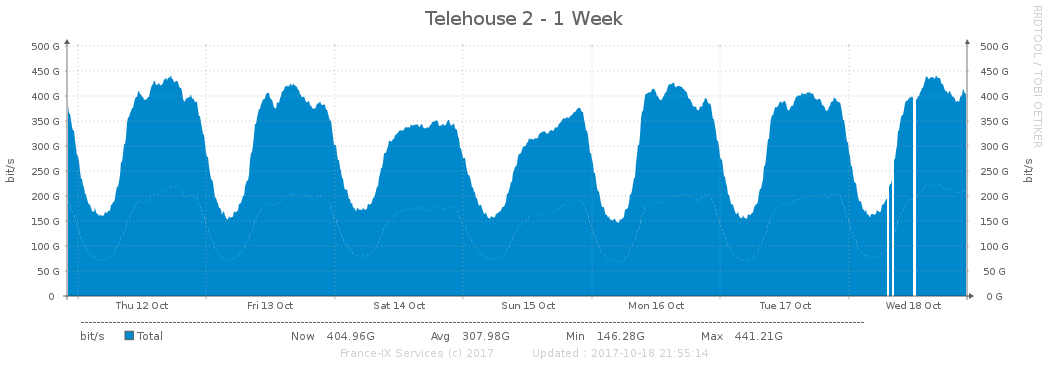 Telehouse 2 - 1 Week
RRDTOOL / TOBI OETIKER
500 G 500 G
450 G 450 G
400 G 400 G
350 G 350 G
300 G 300 G
250 G 250 G
200 G 200 G
150 G 150 G
100 G 100 G
50 G 50 G
0 0 G
bit/s
bit/s
Thu 12 Oct Fri 13 Oct Sat 14 Oct Sun 15 Oct Mon 16 Oct Tue 17 Oct Wed 18 Oct
bit/s Total Now 404.96G Avg 307.98G Min 146.28G Max 441.21G
France-IX Services (c) 2017 Updated : 2017-10-18 21:55:14